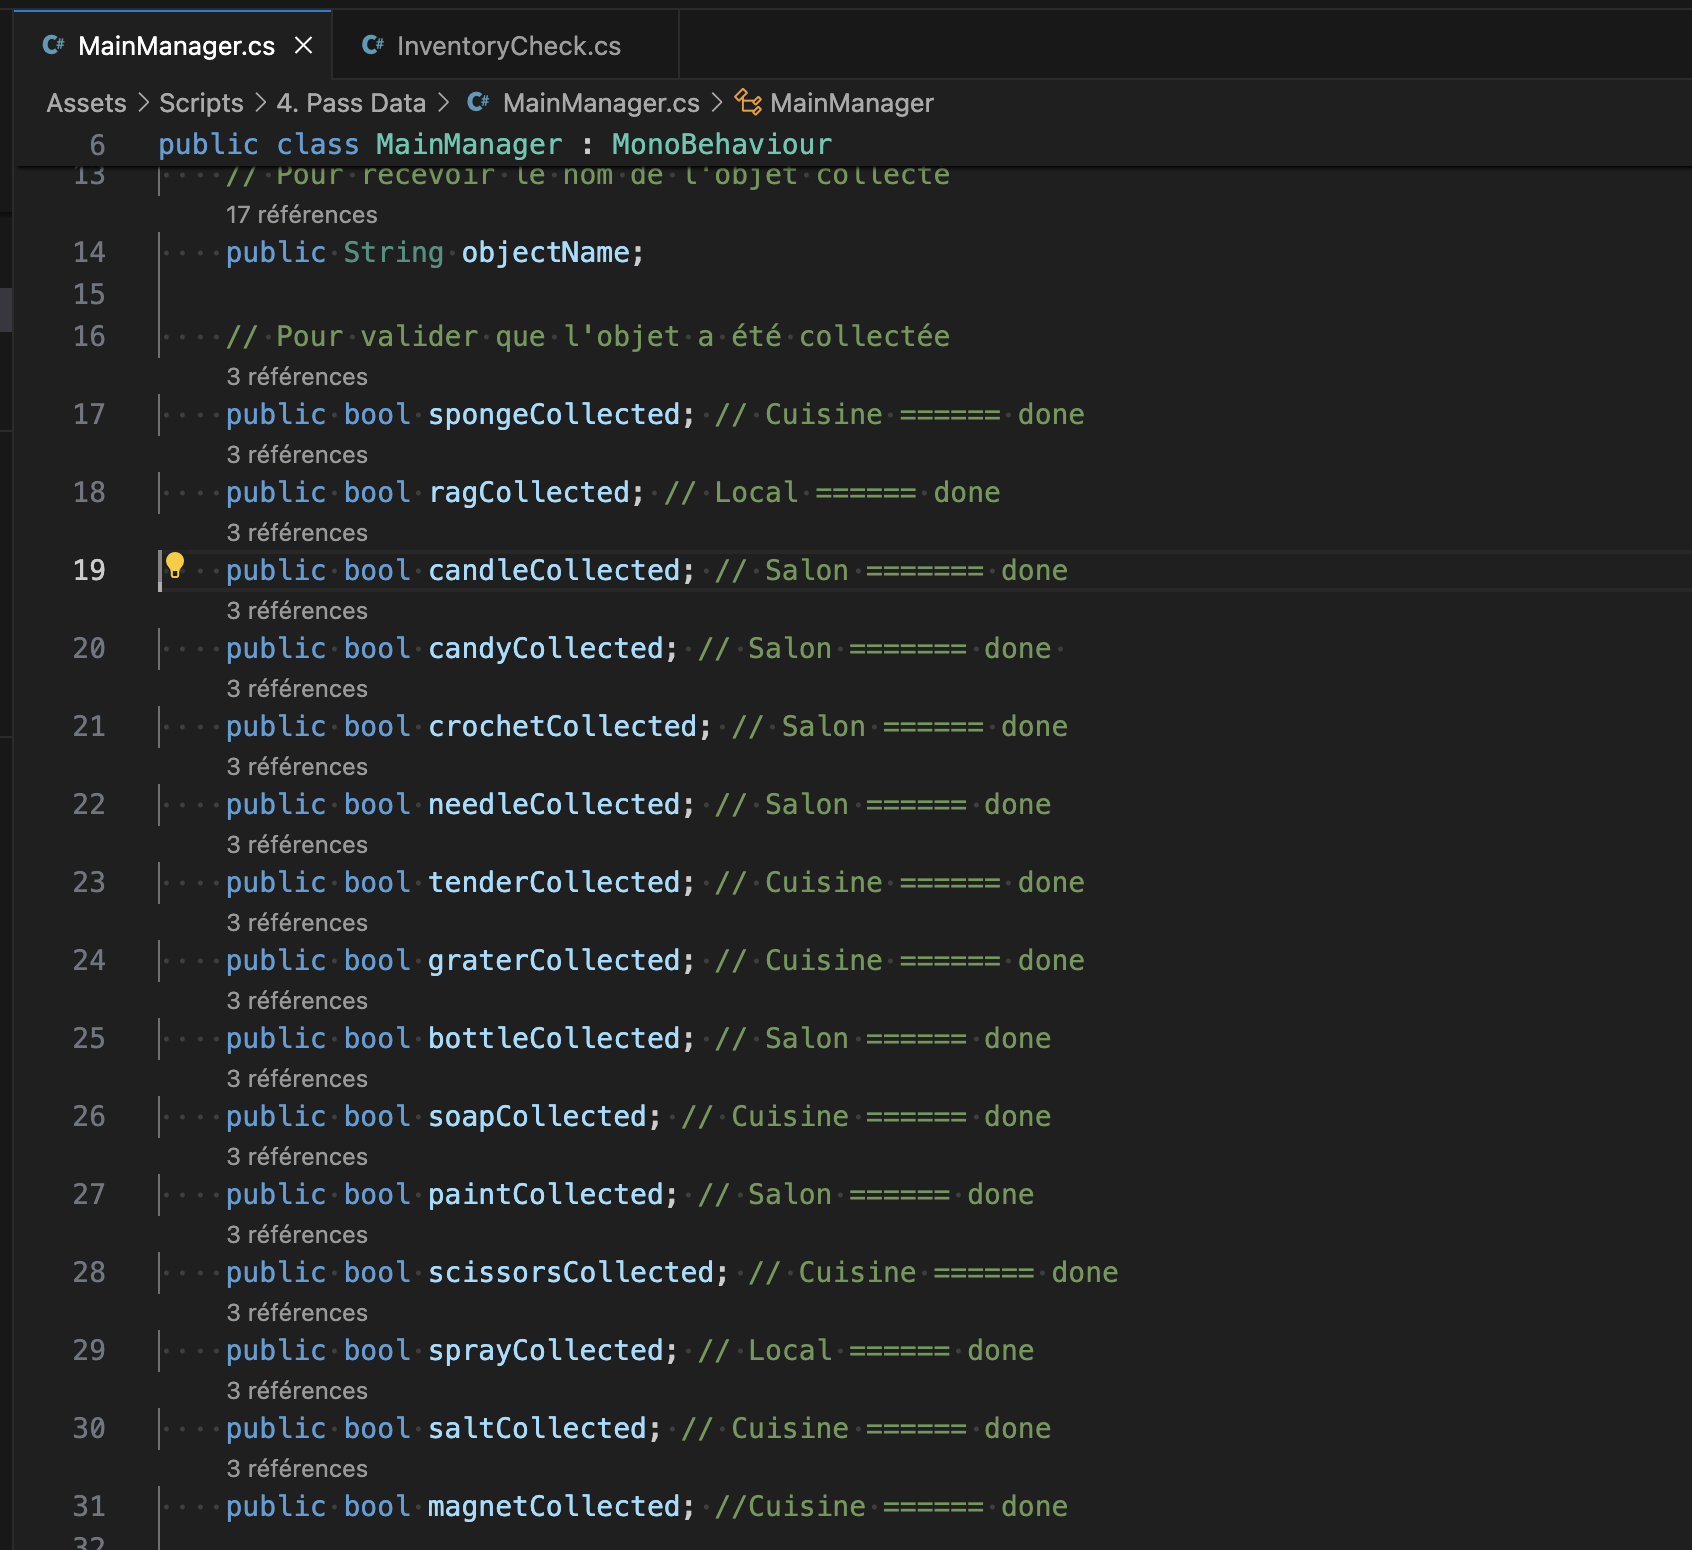 MainManager.cs
InventoryCheck.cs
Assets > Scripts > 4. Pass Data > MainManager.cs > MainManager
6 public class MainManager : MonoBehaviour
13 // Pour recevoir le nom de l'objet collecté
17 références
14 public String objectName;
15
16 // Pour valider que l'objet a été collectée
3 références
17 public bool spongeCollected; // Cuisine ====== done
3 références
18 public bool ragCollected; // Local ====== done
3 références
19 public bool candleCollected; // Salon ======= done
3 références
20 public bool candyCollected; // Salon ======= done
3 références
21 public bool crochetCollected; // Salon ====== done
3 références
22 public bool needleCollected; // Salon ====== done
3 références
23 public bool tenderCollected; // Cuisine ====== done
3 références
24 public bool graterCollected; // Cuisine ====== done
3 références
25 public bool bottleCollected; // Salon ====== done
3 références
26 public bool soapCollected; // Cuisine ====== done
3 références
27 public bool paintCollected; // Salon ====== done
3 références
28 public bool scissorsCollected; // Cuisine ====== done
3 références
29 public bool sprayCollected; // Local ====== done
3 références
30 public bool saltCollected; // Cuisine ====== done
3 références
31 public bool magnetCollected; //Cuisine ====== done
32